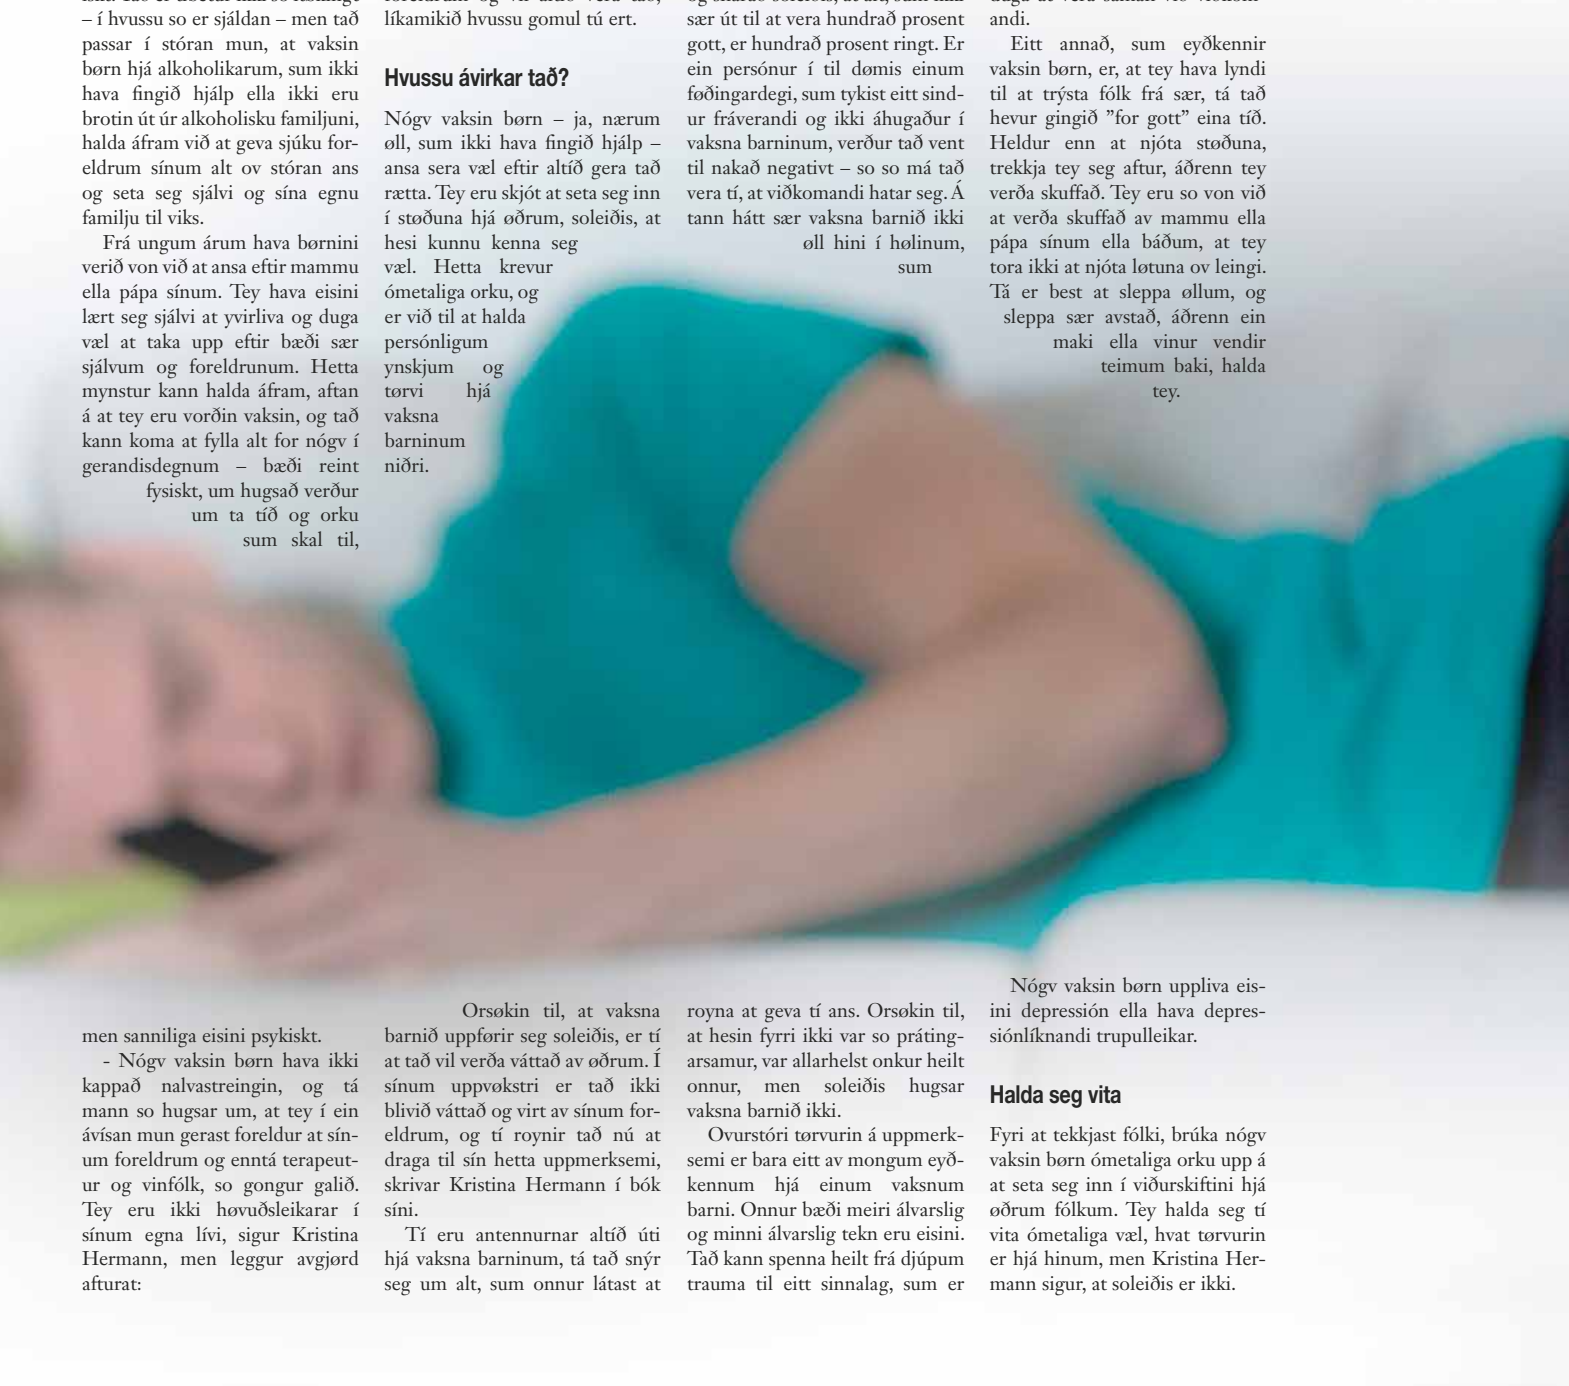 – í hvussu so er sjáldan – men tað
passar í stóran mun, at vaksin
børn hjá alkoholikarum, sum ikki
hava fingið hjálp ella ikki eru
brotin út úr alkoholisku familjuni,
halda áfram við at geva sjúku for-
eldrum sínum alt ov stóran ans
og seta seg sjálvi og sína egnu
familju til viks.
Frá ungum árum hava børnini
verið von við at ansa eftir mammu
ella pápa sínum. Tey hava eisini
lært seg sjálvi at yvirliva og duga
væl at taka upp eftir bæði sær
sjálvum og foreldrunum. Hetta
mynstur kann halda áfram, aftan
á at tey eru vorðin vaksin, og tað
kann koma at fylla alt for nógv í
gerandisdegnum – bæði reint
fysiskt, um hugsað verður
um ta tíð og orku
sum skal til,
men sanniliga eisini psykiskt.
- Nógv vaksin børn hava ikki
kappað nalvastreingin, og tá
mann so hugsar um, at tey í ein
ávísan mun gerast foreldur at sín-
um foreldrum og enntá terapeut-
ur og vinfólk, so gongur galið.
Tey eru ikki høvuðsleikarar í
sínum egna lívi, sigur Kristina
Hermann, men leggur avgjørd
afturat:
líkamikið hvussu gomul tú ert.
Hvussu ávirkar tað?
Nógv vaksin børn – ja, nærum
øll, sum ikki hava fingið hjálp –
ansa sera væl eftir altíð gera tað
rætta. Tey eru skjót at seta seg inn
í støðuna hjá øðrum, soleiðis, at
hesi kunnu kenna seg
væl. Hetta krevur
ómetaliga orku, og
er við til at halda
persónligum
ynskjum og
tørvi hjá
vaksna
barninum
niðri.
Orsøkin til, at vaksna
barnið uppførir seg soleiðis, er tí
at tað vil verða váttað av øðrum. Í
sínum uppvøkstri er tað ikki
blivið váttað og virt av sínum for-
eldrum, og tí roynir tað nú at
draga til sín hetta uppmerksemi,
skrivar Kristina Hermann í bók
síni.
Tí eru antennurnar altíð úti
hjá vaksna barninum, tá tað snýr
seg um alt, sum onnur látast at
sær út til at vera hundrað prosent
gott, er hundrað prosent ringt. Er
ein persónur í til dømis einum
føðingardegi, sum tykist eitt sind-
ur fráverandi og ikki áhugaður í
vaksna barninum, verður tað vent
til nakað negativt – so so má tað
vera tí, at viðkomandi hatar seg. Á
tann hátt sær vaksna barnið ikki
øll hini í hølinum,
sum
royna at geva tí ans. Orsøkin til,
at hesin fyrri ikki var so práting-
arsamur, var allarhelst onkur heilt
onnur, men soleiðis hugsar
vaksna barnið ikki.
Ovurstóri tørvurin á uppmerk-
semi er bara eitt av mongum eyð-
kennum hjá einum vaksnum
barni. Onnur bæði meiri álvarslig
og minni álvarslig tekn eru eisini.
Tað kann spenna heilt frá djúpum
trauma til eitt sinnalag, sum er
andi.
Eitt annað, sum eyðkennir
vaksin børn, er, at tey hava lyndi
til at trýsta fólk frá sær, tá tað
hevur gingið ”for gott” eina tíð.
Heldur enn at njóta støðuna,
trekkja tey seg aftur, áðrenn tey
verða skuffað. Tey eru so von við
at verða skuffað av mammu ella
pápa sínum ella báðum, at tey
tora ikki at njóta løtuna ov leingi.
Tá er best at sleppa øllum, og
sleppa sær avstað, áðrenn ein
maki ella vinur vendir
teimum baki, halda
tey.
Nógv vaksin børn uppliva eis-
ini depressión ella hava depres-
siónlíknandi trupulleikar.
Halda seg vita
Fyri at tekkjast fólki, brúka nógv
vaksin børn ómetaliga orku upp á
at seta seg inn í viðurskiftini hjá
øðrum fólkum. Tey halda seg tí
vita ómetaliga væl, hvat tørvurin
er hjá hinum, men Kristina Her-
mann sigur, at soleiðis er ikki.